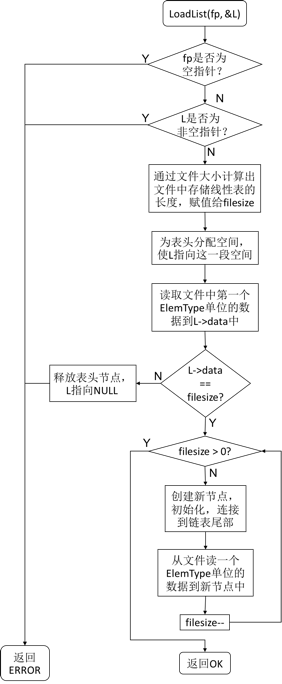 LoadList(fp, &L)
Y
fp是否为
空指针？
N
Y
L是否为
非空指针？
N
通过文件大小计算出
文件中存储线性表的
长度，赋值给filesize
为表头分配空间，
使L指向这一段空间
读取文件中第一个
ElemType单位的数
据到L->data中
释放表头节点，
L指向NULL
N
L->data
==
filesize?
Y
Y
filesize > 0?
N
创建新节点，
初始化，连接
到链表尾部
从文件读一个
ElemType单位的
数据到新节点中
filesize--
返回
ERROR
返回OK